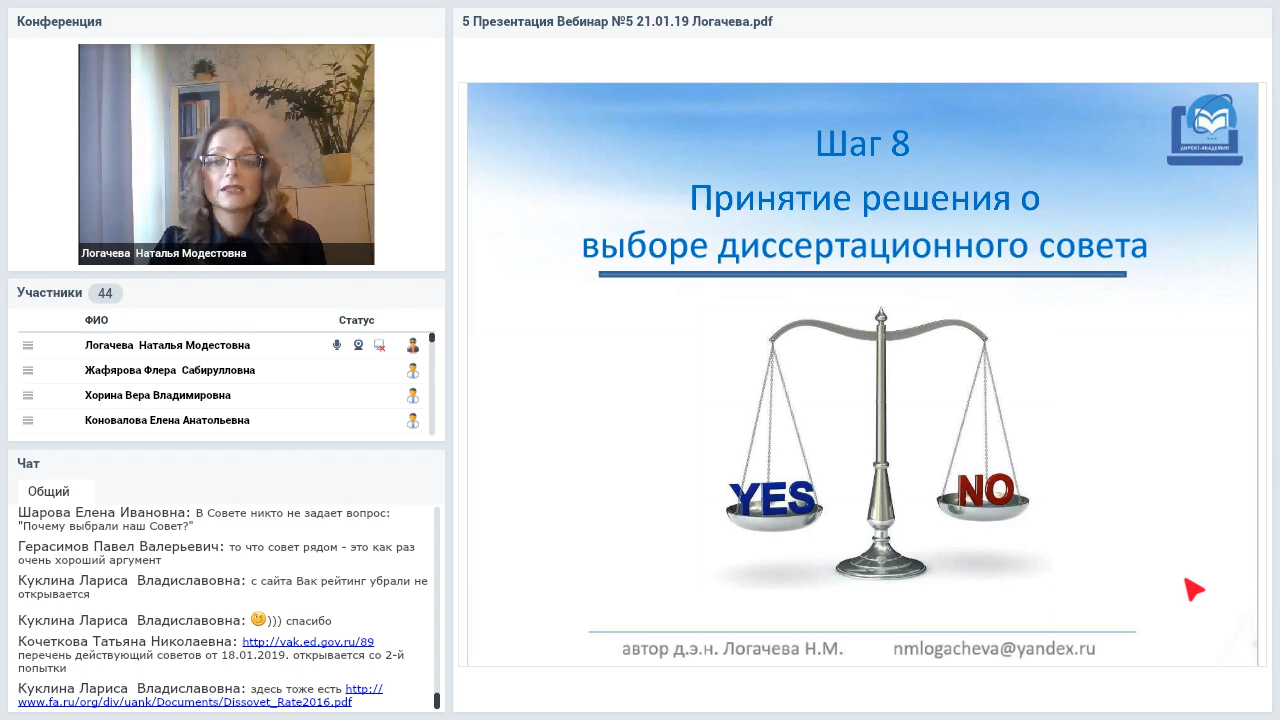 Конференция
Логачева  Наталья Модестовна
Участники 44
ФИО Статус
Логачева  Наталья Модестовна
Жафярова Флера  Сабирулловна
Хорина Вера Владимировна
Коновалова Елена Анатольевна
Чат
Общий
Шарова Елена Ивановна: В Совете никто не задает вопрос:
"Почему выбрали наш Совет?"
Герасимов Павел Валерьевич: то что совет рядом - это как раз
очень хороший аргумент
Куклина Лариса  Владиславовна: с сайта Вак рейтинг убрали не
открывается
Куклина Лариса  Владиславовна: ))) спасибо
Кочеткова Татьяна Николаевна: http://vak.ed.gov.ru/89
перечень действующий советов от 18.01.2019. открывается со 2-й
попытки
Куклина Лариса  Владиславовна: здесь тоже есть http://
www.fa.ru/org/div/uank/Documents/Dissovet_Rate2016.pdf
5 Презентация Вебинар №5 21.01.19 Логачева.pdf
ДИРЕКТ-АКАДЕМИЯ
Шаг 8
Принятие решения о
выборе диссертационного совета
YES
NO
автор д.э.н. Логачева Н.М. nmlogacheva@yandex.ru